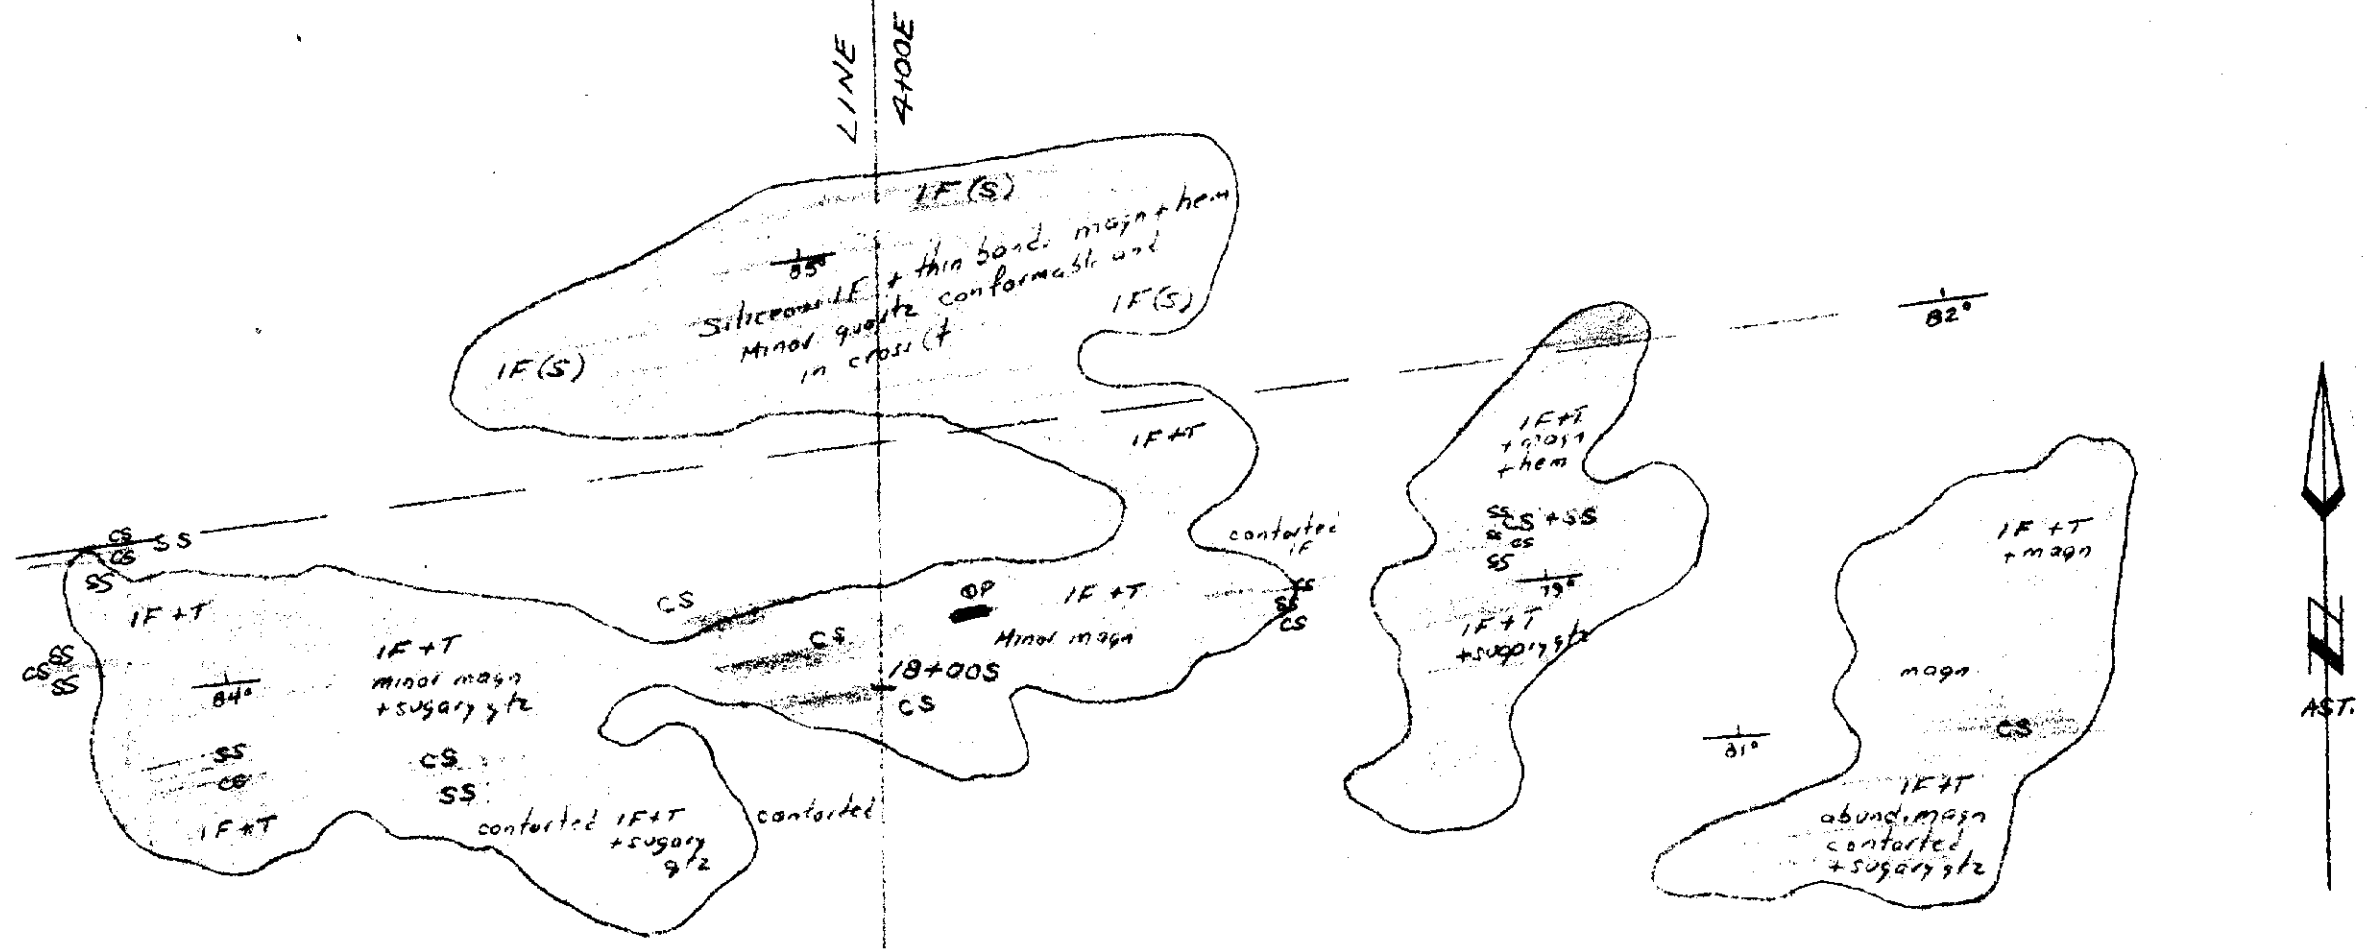 LINE
4+00E
IF (S)
85°
Siliceous IF + thin bands magn + hem
Minor quartz conformable and
in cross
IF (S)
IF (S)
82°
IF+T
IF+T
+ magn
+ hem
CS
CS
SS
SS
SS
CS + SS
SS
CS
SS
79°
IF+T
+sugary qtz
contorted
IF
IF+T
+ magn
IF+T
CS
OP
IF+T
Minor magn
SS
CS
CS
SS
CS
SS
84°
IF+T
minor magn
+sugary qtz
CS
18+00S
CS
magn
CS
81°
AST.
SS
CS
IF+T
CS
SS
contorted IF+T
+sugary
qtz
contorted
IF+T
abund. magn
contorted
+sugary qtz